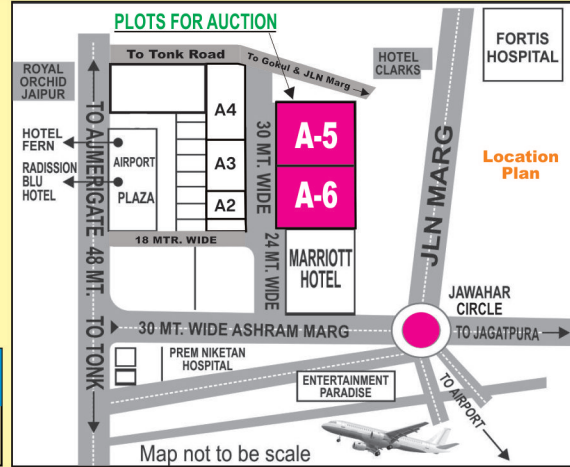 PLOTS FOR AUCTION
To Tonk Road
To Gokul & JLN Marg
HOTEL
CLARKS
FORTIS
HOSPITAL
ROYAL
ORCHID
JAIPUR
TO AJMERIGATE 48 MT. TO TONK
HOTEL
FERN
RADISSION
BLU
HOTEL
AIRPORT
PLAZA
A4
A3
A2
30 MT. WIDE
24 MT. WIDE
A-5
A-6
MARRIOTT
HOTEL
18 MTR. WIDE
JLN MARG
Location
Plan
JAWAHAR
CIRCLE
30 MT. WIDE ASHRAM MARG
TO JAGATPURA
PREM NIKETAN
HOSPITAL
ENTERTAINMENT
PARADISE
TO AIRPORT
Map not to be scale